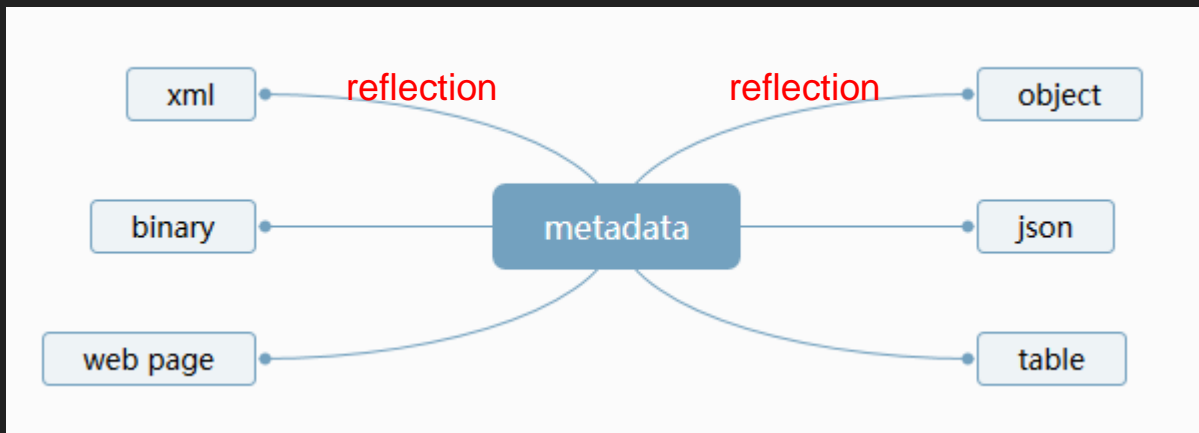 reflection
reflection
xml
object
metadata
binary
json
web page
table